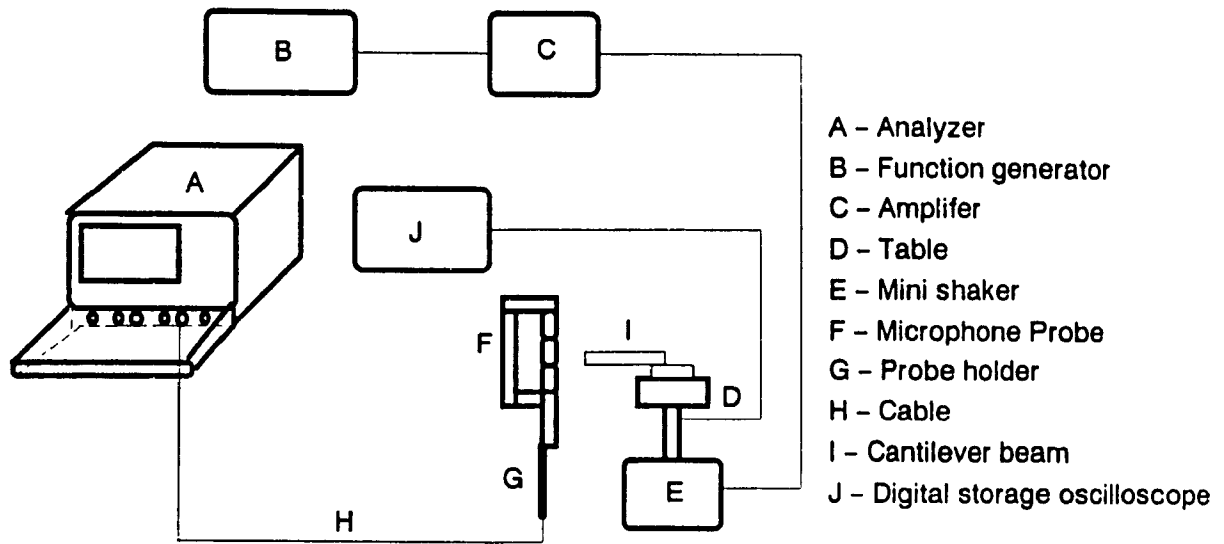 B
C
A
J
F
I
D
G
E
H
A – Analyzer
B – Function generator
C – Amplifer
D – Table
E – Mini shaker
F – Microphone Probe
G – Probe holder
H – Cable
I – Cantilever beam
J – Digital storage oscilloscope